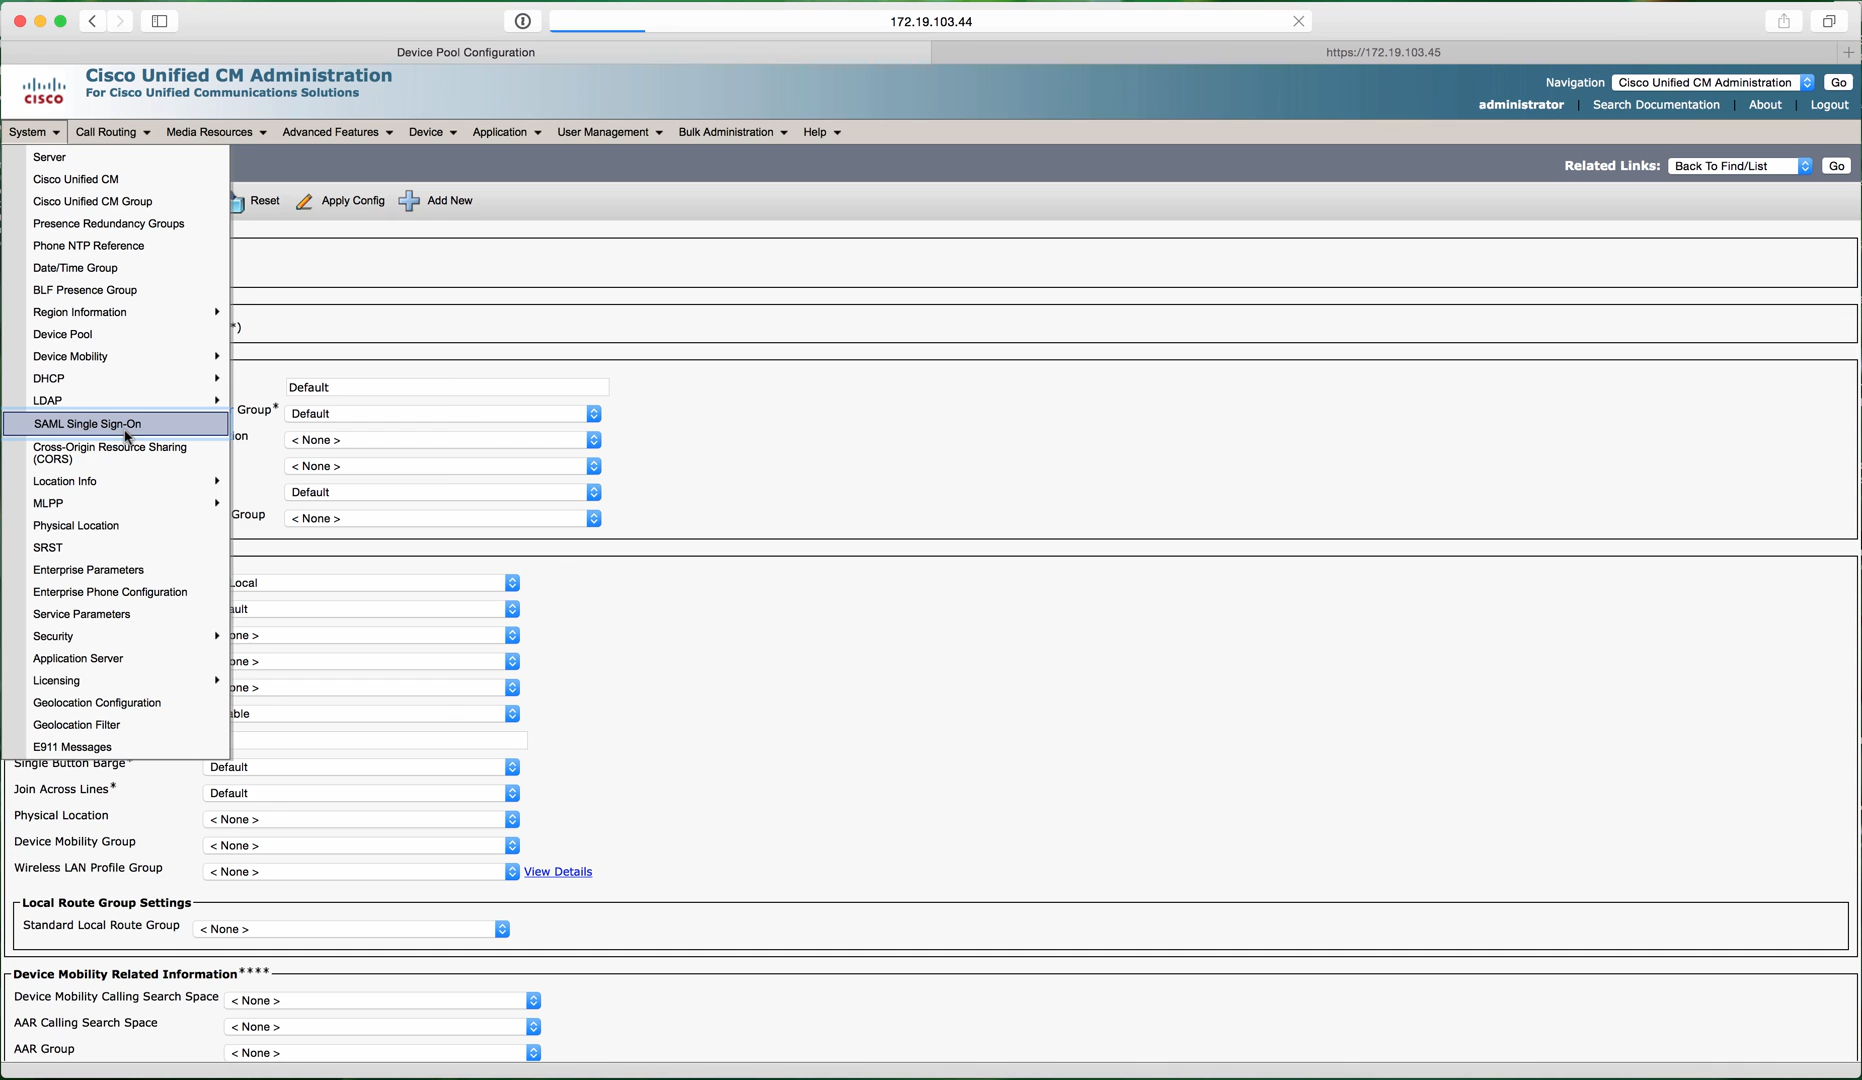 172.19.103.44
Device Pool Configuration
https://172.19.103.45
Cisco Unified CM Administration
For Cisco Unified Communications Solutions
CISCO
Navigation Cisco Unified CM Administration Go
administrator | Search Documentation | About | Logout
System Call Routing Media Resources Advanced Features Device Application User Management Bulk Administration Help
Related Links: Back To Find/List Go
Reset Apply Config Add New
Server
Cisco Unified CM
Cisco Unified CM Group
Presence Redundancy Groups
Phone NTP Reference
Date/Time Group
BLF Presence Group
Region Information
*)
Device Pool
Device Mobility
DHCP
Default
LDAP
Group* Default
SAML Single Sign-On
ion < None >
Cross-Origin Resource Sharing
(CORS)
< None >
Location Info
Default
MLPP
Group < None >
Physical Location
SRST
Enterprise Parameters
Local
Enterprise Phone Configuration
ault
Service Parameters
one >
Security
Application Server
one >
Licensing
one >
Geolocation Configuration
able
Geolocation Filter
E911 Messages
Single Button Barge* Default
Join Across Lines* Default
Physical Location < None >
Device Mobility Group < None >
Wireless LAN Profile Group < None > View Details
Local Route Group Settings
Standard Local Route Group < None >
Device Mobility Related Information****
Device Mobility Calling Search Space < None >
AAR Calling Search Space < None >
AAR Group < None >